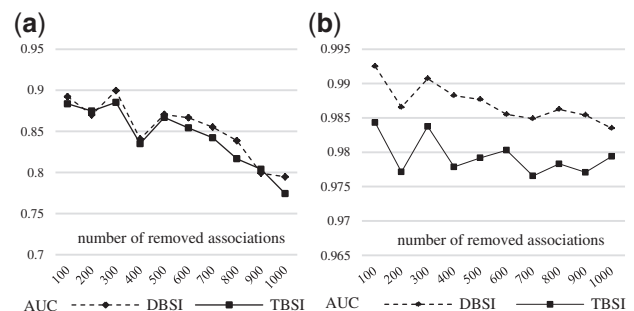 (a)
0.95
0.9
0.85
0.8
0.75
0.7
number of removed associations
100 200 300 400 500 600 700 800 900 1000
AUC DBSI TBSI
(b)
0.995
0.99
0.985
0.98
0.975
0.97
0.965
number of removed associations
100 200 300 400 500 600 700 800 900 1000
AUC DBSI TBSI